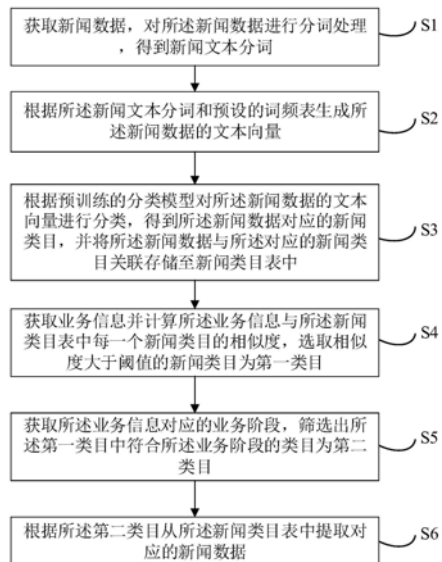 获取新闻数据，对所述新闻数据进行分词处理
，得到新闻文本分词
S1
根据所述新闻文本分词和预设的词频表生成所
述新闻数据的文本向量
S2
根据预训练的分类模型对所述新闻数据的文本
向量进行分类，得到所述新闻数据对应的新闻
类目，并将所述新闻数据与所述对应的新闻类
目关联存储至新闻类目表中
S3
获取业务信息并计算所述业务信息与所述新闻
类目表中每一个新闻类目的相似度，选取相似
度大于阈值的新闻类目为第一类目
S4
获取所述业务信息对应的业务阶段，筛选出所
述第一类目中符合所述业务阶段的类目为第二
类目
S5
根据所述第二类目从所述新闻类目表中提取对
应的新闻数据
S6